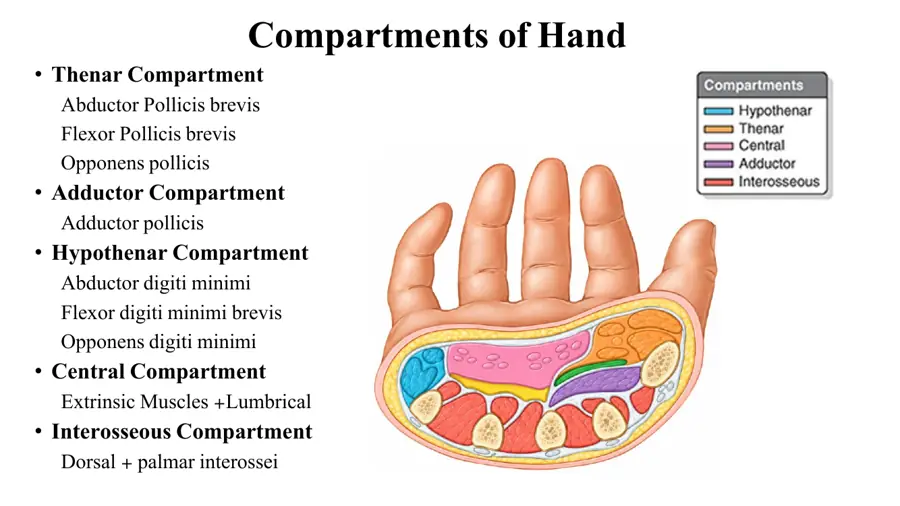 Compartments of Hand
• Thenar Compartment
Abductor Pollicis brevis
Flexor Pollicis brevis
Opponens pollicis
• Adductor Compartment
Adductor pollicis
• Hypothenar Compartment
Abductor digiti minimi
Flexor digiti minimi brevis
Opponens digiti minimi
• Central Compartment
Extrinsic Muscles +Lumbrical
• Interosseous Compartment
Dorsal + palmar interossei
Compartments
Hypothenar
Thenar
Central
Adductor
Interosseous